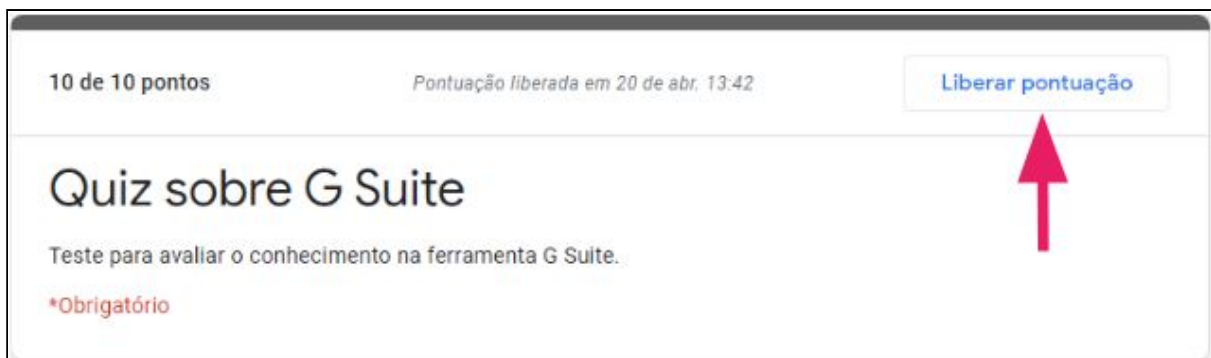 10 de 10 pontos
Pontuação liberada em 20 de abr. 13:42
Liberar pontuação
Quiz sobre G Suite
Teste para avaliar o conhecimento na ferramenta G Suite.
*Obrigatório